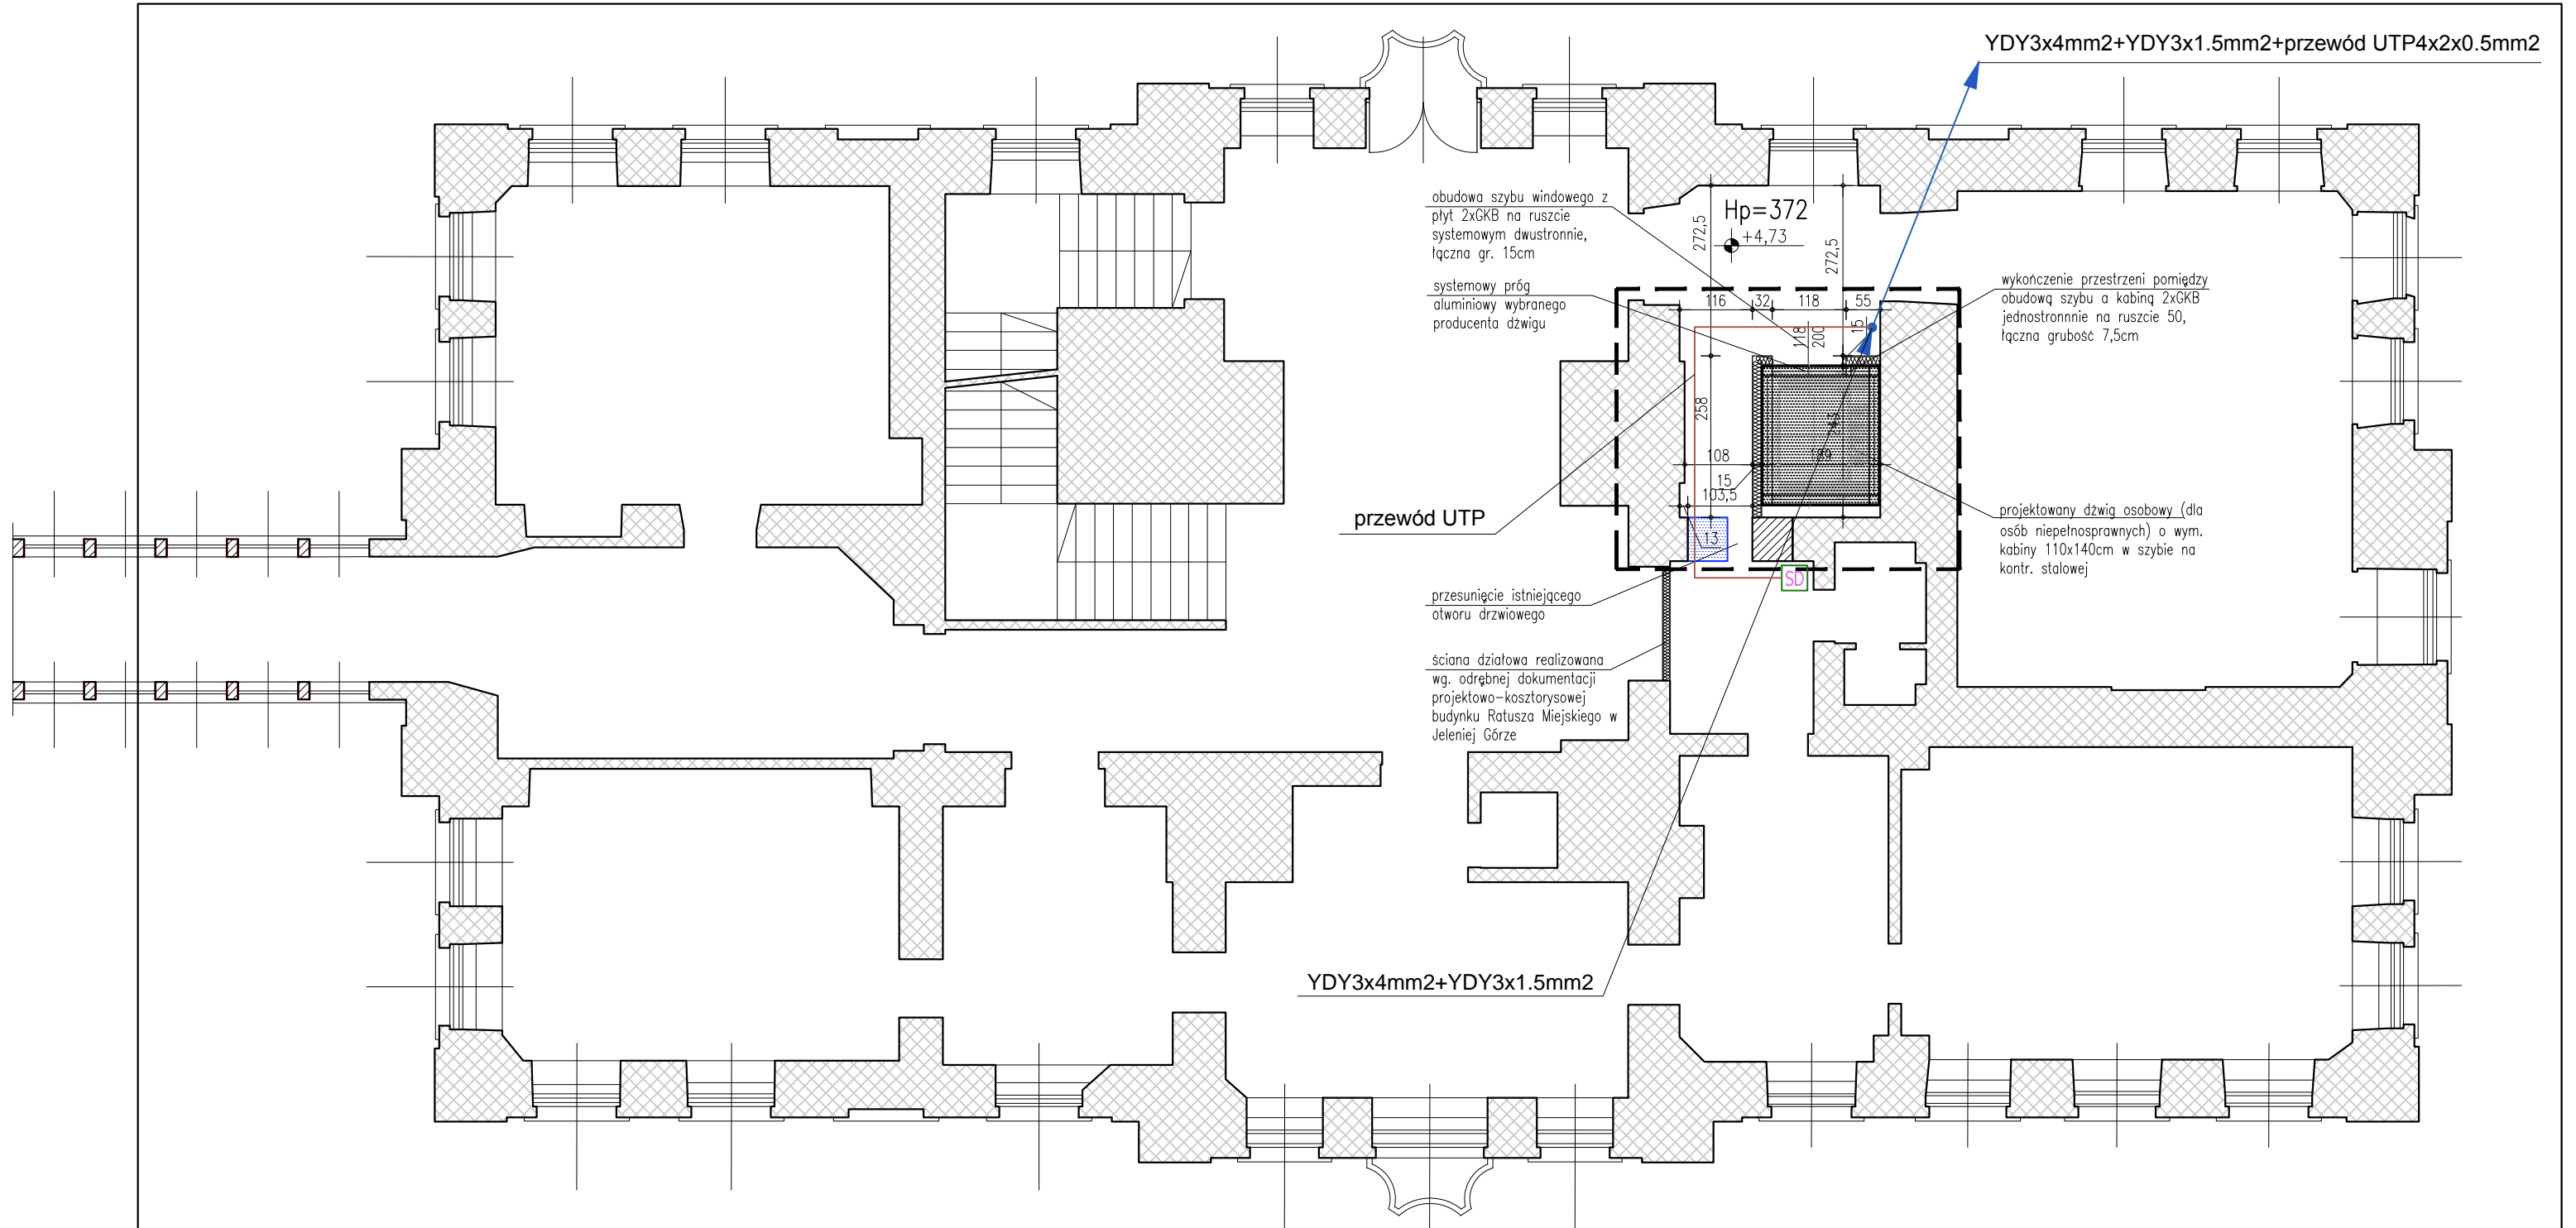 YDY3x4mm2+YDY3x1.5mm2+przewód UTP4x2x0.5mm2
obudowa szybu windowego z
płyt 2xGKB na ruszcie
systemowym dwustronnie,
łączna gr. 15cm
Hp=372
+4,73
272,5
272,5
systemowy próg
aluminiowy wybranego
producenta dźwigu
wykończenie przestrzeni pomiędzy
obudową szybu a kabiną 2xGKB
jednostronnnie na ruszcie 50,
łączna grubość 7,5cm
116
32
118
55
15
118
200
258
108
15
103,5
13
SD
przewód UTP
projektowany dźwig osobowy (dla
osób niepełnosprawnych) o wym.
kabiny 110x140cm w szybie na
kontr. stalowej
przesunięcie istniejącego
otworu drzwiowego
ściana działowa realizowana
wg. odrębnej dokumentacji
projektowo-kosztorysowej
budynku Ratusza Miejskiego w
Jeleniej Górze
YDY3x4mm2+YDY3x1.5mm2